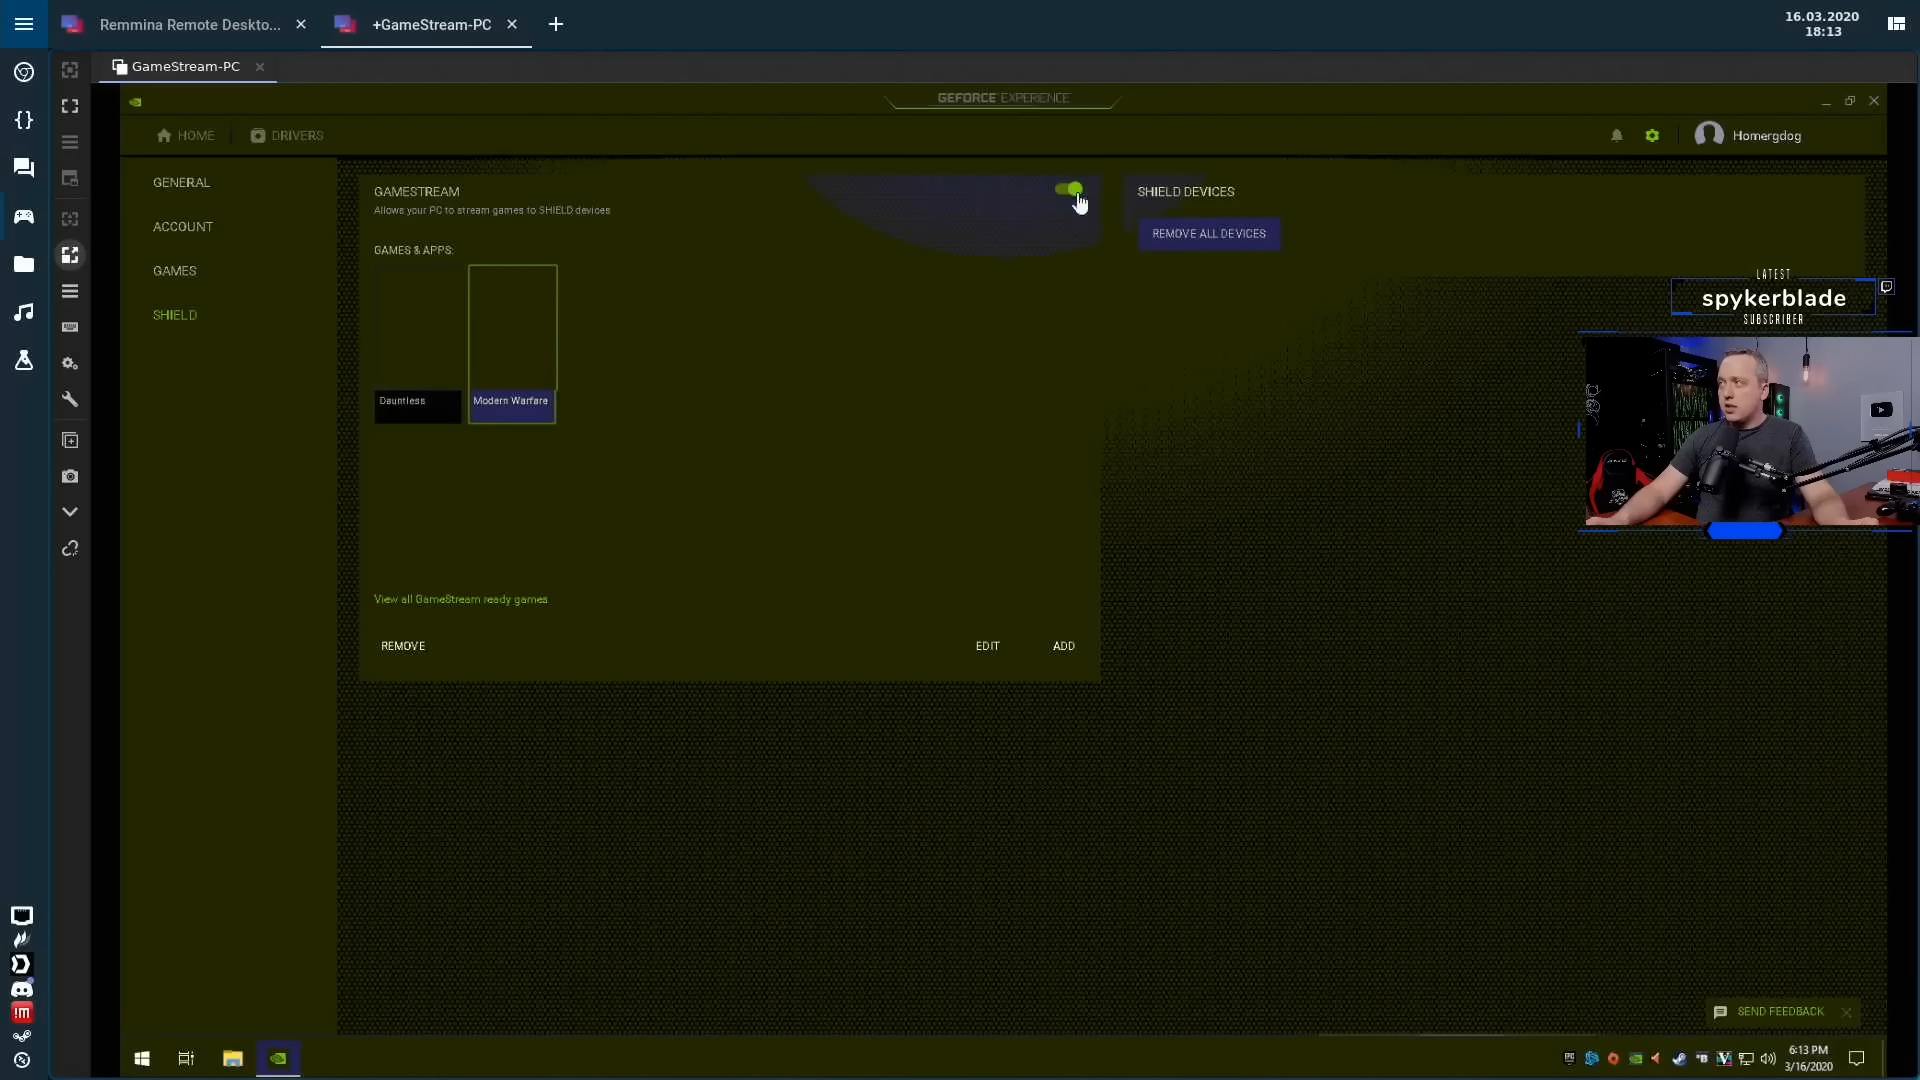 Remmina Remote Deskto...
+GameStream-PC
16.03.2020
18:13
GameStream-PC
GEFORCE EXPERIENCE
HOME
DRIVERS
Homergdog
GENERAL
ACCOUNT
GAMES
SHIELD
GAMESTREAM
Allows your PC to stream games to SHIELD devices
GAMES & APPS:
Dauntless
Modern Warfare
View all GameStream ready games
REMOVE
EDIT
ADD
SHIELD DEVICES
REMOVE ALL DEVICES
LATEST
spykerblade
SUBSCRIBER
SEND FEEDBACK
6:13 PM
3/16/2020